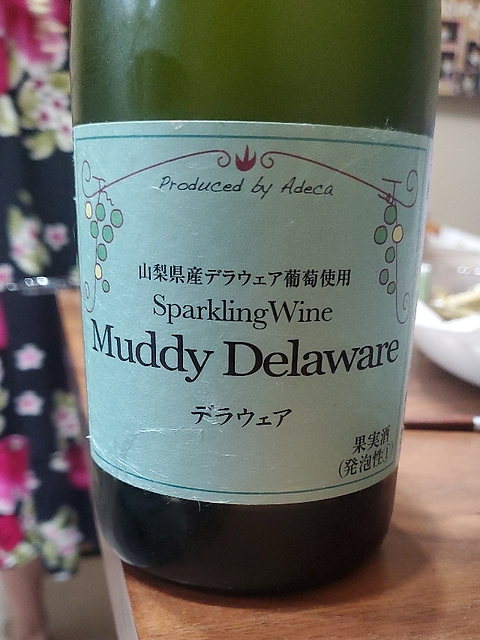 Produced by Adeca
山梨県産デラウェア葡萄使用
SparklingWine
Muddy Delaware
デラウェア
果実酒
(発泡性①)